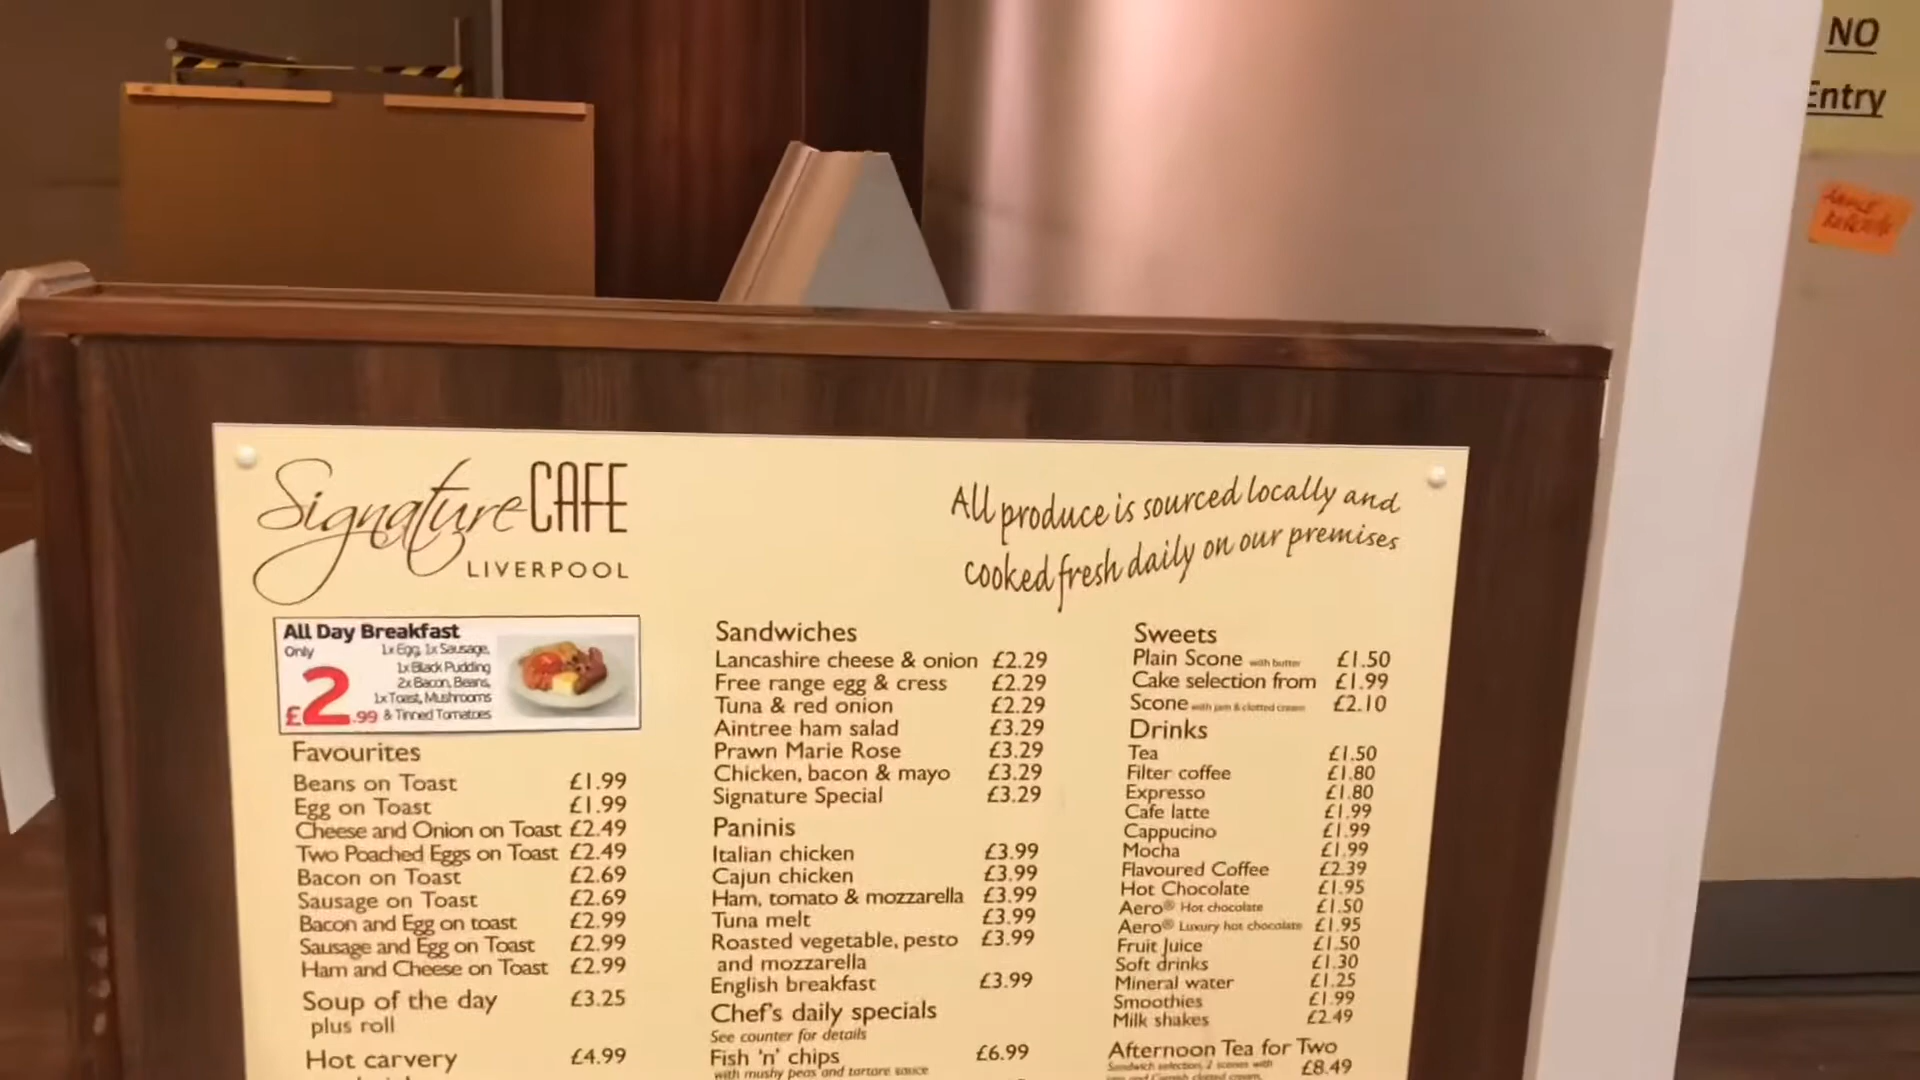 NO
Entry
Signature CAFE
LIVERPOOL
All produce is sourced locally and
cooked fresh daily on our premises
All Day Breakfast
Only
1x Egg, 1x Sausage,
1x Black Pudding
2x Bacon, Beans,
1x Toast, Mushrooms
& Tinned Tomatoes
£2.99
Favourites
Beans on Toast £1.99
Egg on Toast £1.99
Cheese and Onion on Toast £2.49
Two Poached Eggs on Toast £2.49
Bacon on Toast £2.69
Sausage on Toast £2.69
Bacon and Egg on toast £2.99
Sausage and Egg on Toast £2.99
Ham and Cheese on Toast £2.99
Soup of the day £3.25
plus roll
Hot carvery £4.99
Sandwiches
Lancashire cheese & onion £2.29
Free range egg & cress £2.29
Tuna & red onion £2.29
Aintree ham salad £3.29
Prawn Marie Rose £3.29
Chicken, bacon & mayo £3.29
Signature Special £3.29
Paninis
Italian chicken £3.99
Cajun chicken £3.99
Ham, tomato & mozzarella £3.99
Tuna melt £3.99
Roasted vegetable, pesto £3.99
and mozzarella
English breakfast £3.99
Chef's daily specials
See counter for details
Fish 'n' chips £6.99
with mushy peas and tartare sauce
Sweets
Plain Scone with butter £1.50
Cake selection from £1.99
Scone with jam & clotted cream £2.10
Drinks
Tea £1.50
Filter coffee £1.80
Expresso £1.80
Cafe latte £1.99
Cappucino £1.99
Mocha £1.99
Flavoured Coffee £2.39
Hot Chocolate £1.95
Aero® Hot chocolate £1.50
Aero® Luxury hot chocolate £1.95
Fruit Juice £1.50
Soft drinks £1.30
Mineral water £1.25
Smoothies £1.99
Milk shakes £2.49
Afternoon Tea for Two
Sandwich selection, 2 scones with £8.49
jam and Cornish clotted cream,